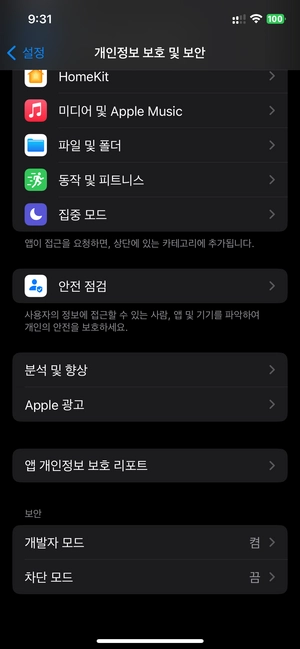 9:31
100
설정
개인정보 보호 및 보안
HomeKit
미디어 및 Apple Music
파일 및 폴더
동작 및 피트니스
집중 모드
앱이 접근을 요청하면, 상단에 있는 카테고리에 추가됩니다.
안전 점검
사용자의 정보에 접근할 수 있는 사람, 앱 및 기기를 파악하여
개인의 안전을 보호하세요.
분석 및 향상
Apple 광고
앱 개인정보 보호 리포트
보안
개발자 모드 켬
차단 모드 끔